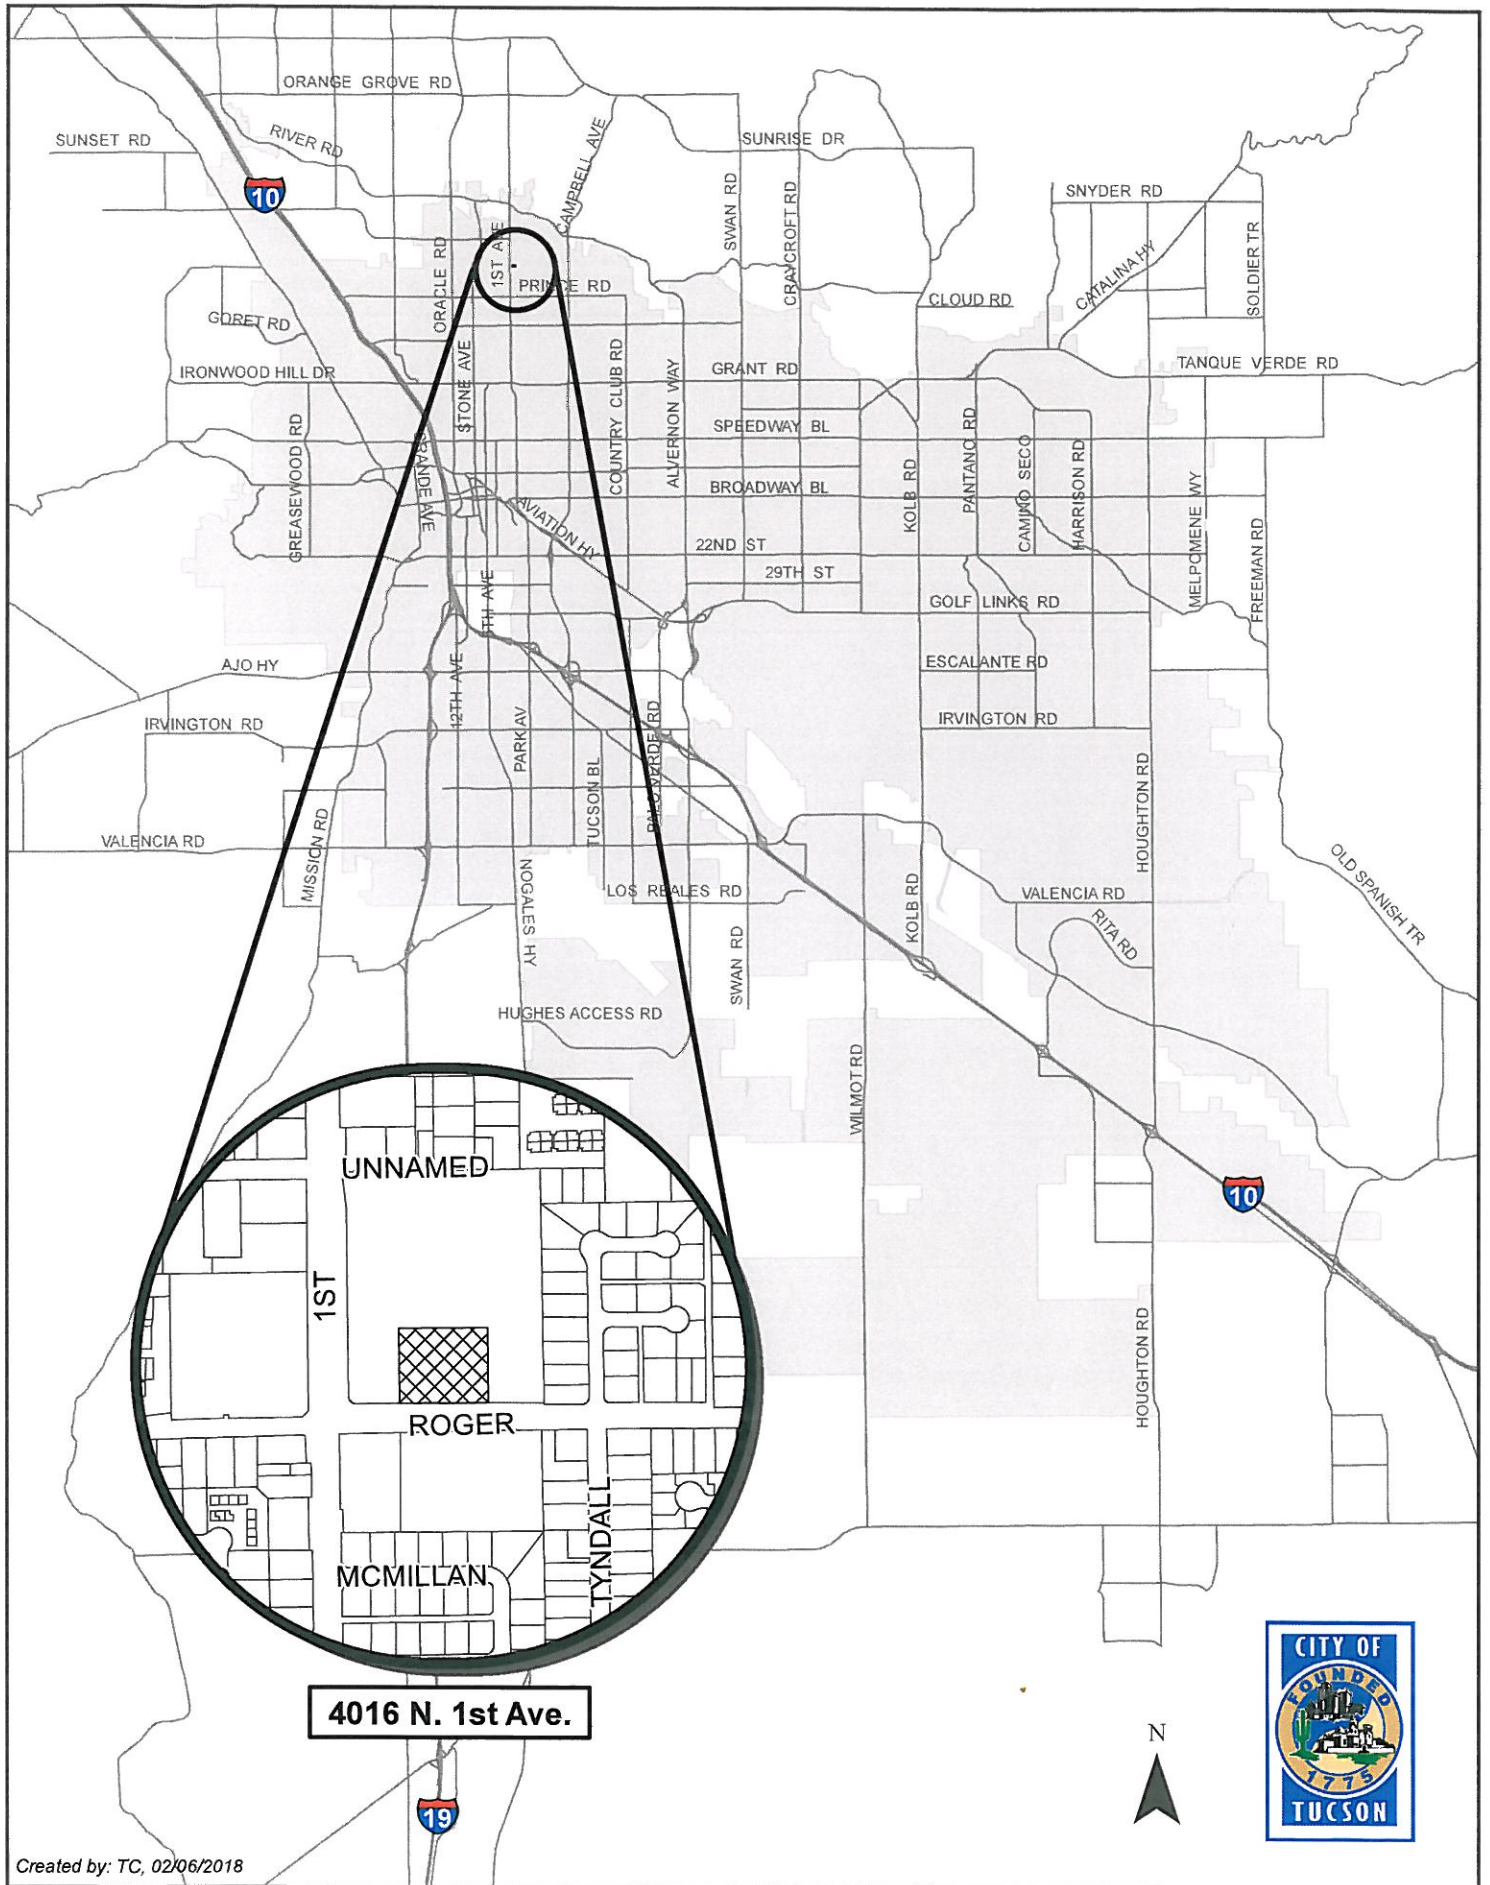 ORANGE GROVE RD
SUNSET RD
RIVER RD
CAMPBELL AVE
SUNRISE DR
10
SNYDER RD
SWAN RD
CRAYCROFT RD
SOLDIER TR
ORACLE RD
1ST AVE
CATALINA HY
PRINCE RD
CLOUD RD
GORET RD
IRONWOOD HILL DR
STONE AVE
COUNTRY CLUB RD
ALVERNON WAY
GRANT RD
TANQUE VERDE RD
GREASEWOOD RD
GRANDE AVE
SPEEDWAY BL
KOLB RD
PANTANO RD
CAMINO SECO
HARRISON RD
BROADWAY BL
MELPOMENE WY
FREEMAN RD
AVIATION HY
22ND ST
29TH ST
6TH AVE
GOLF LINKS RD
AJO HY
12TH AVE
ESCALANTE RD
IRVINGTON RD
PARK AV
PALO VERDE RD
IRVINGTON RD
TUCSON BL
HOUGHTON RD
VALENCIA RD
MISSION RD
NOGALES HY
LOS REALES RD
KOLB RD
VALENCIA RD
RITA RD
OLD SPANISH TR
SWAN RD
HUGHES ACCESS RD
WILMOT RD
UNNAMED
10
1ST
HOUGHTON RD
ROGER
TYNDALL
MCMILLAN
4016 N. 1st Ave.
N
CITY OF
FOUNDED
1775
TUCSON
19
Created by: TC, 02/06/2018